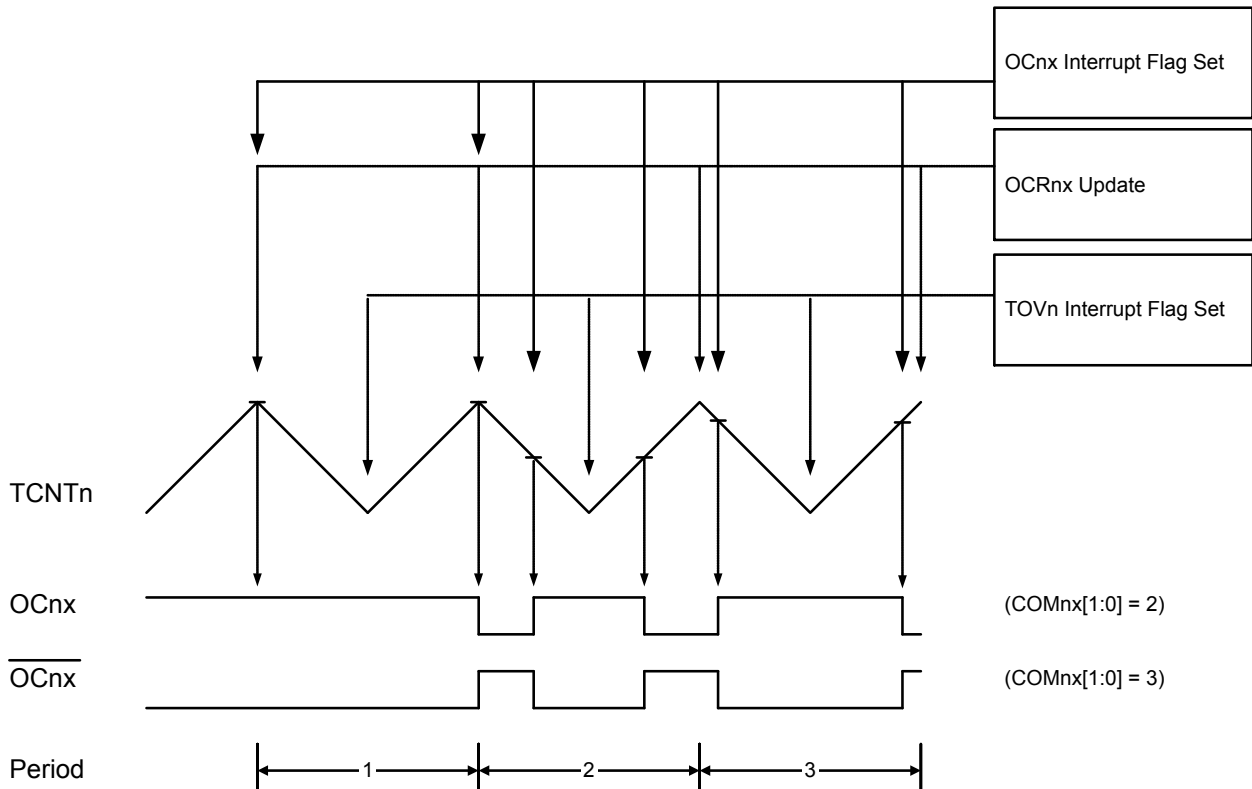 OCnx Interrupt Flag Set
OCRnx Update
TOVn Interrupt Flag Set
TCNTn
OCnx
(COMnx[1:0] = 2)
OCnx
(COMnx[1:0] = 3)
Period
1
2
3